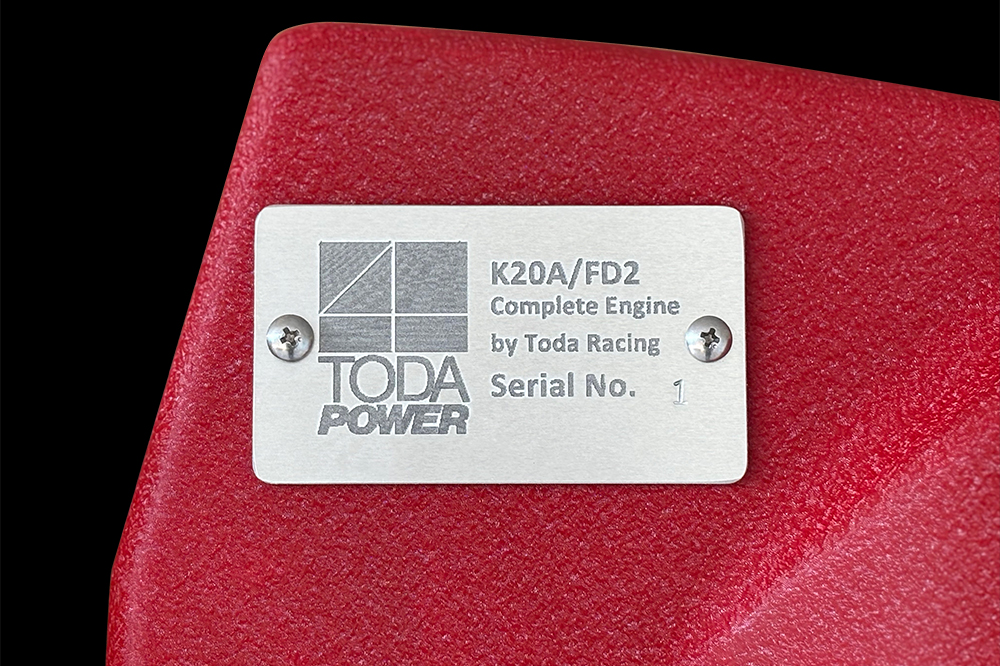 TODA
POWER
K20A/FD2
Complete Engine
by Toda Racing
Serial No. 1